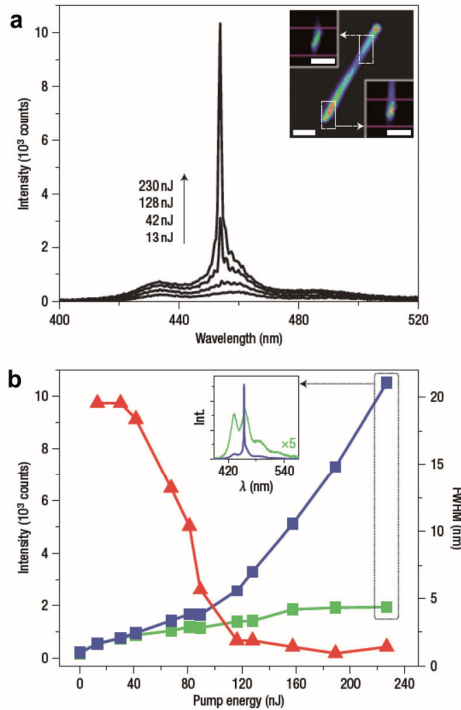 a
10
8
6
4
2
0
Intensity (10³ counts)
230 nJ
128 nJ
42 nJ
13 nJ
400
440
480
520
Wavelength (nm)
b
10
8
6
4
2
0
Intensity (10³ counts)
Int.
×5
420
540
λ (nm)
20
15
10
5
0
FWHM (nm)
0
40
80
120
160
200
240
Pump energy (nJ)